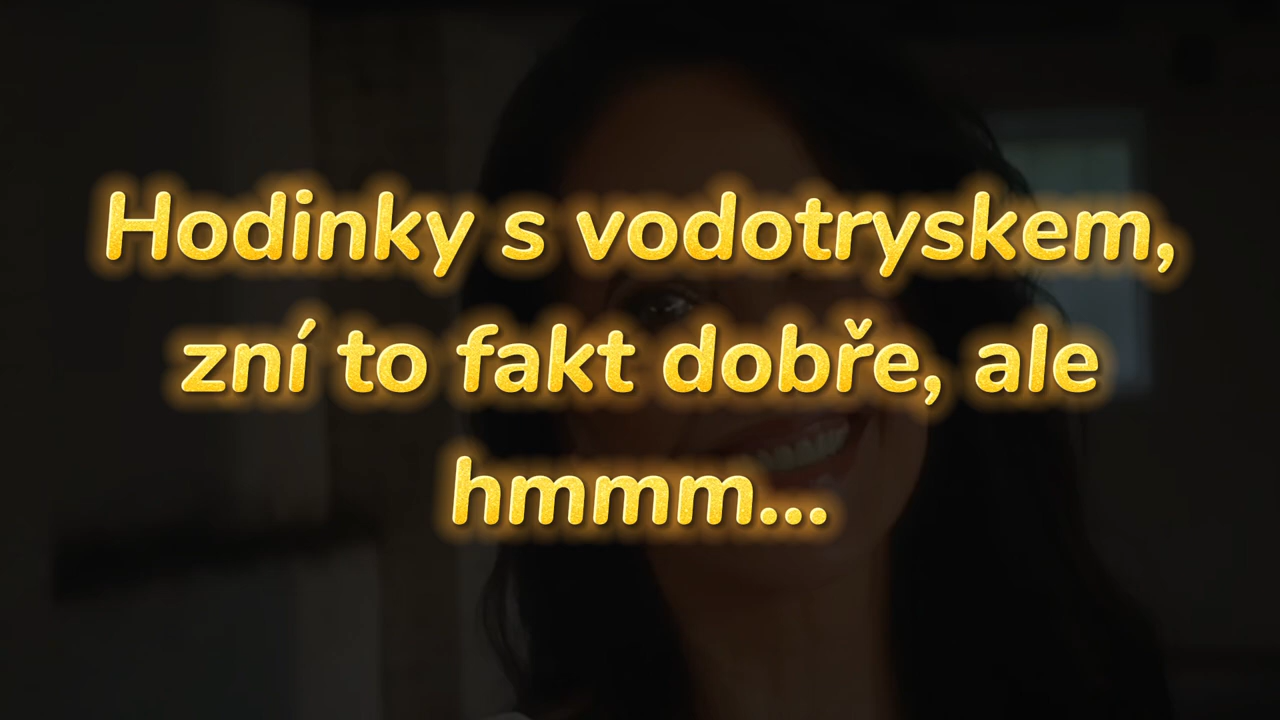 Hodinky s vodotryskem,
zní to fakt dobře, ale
hmmm...